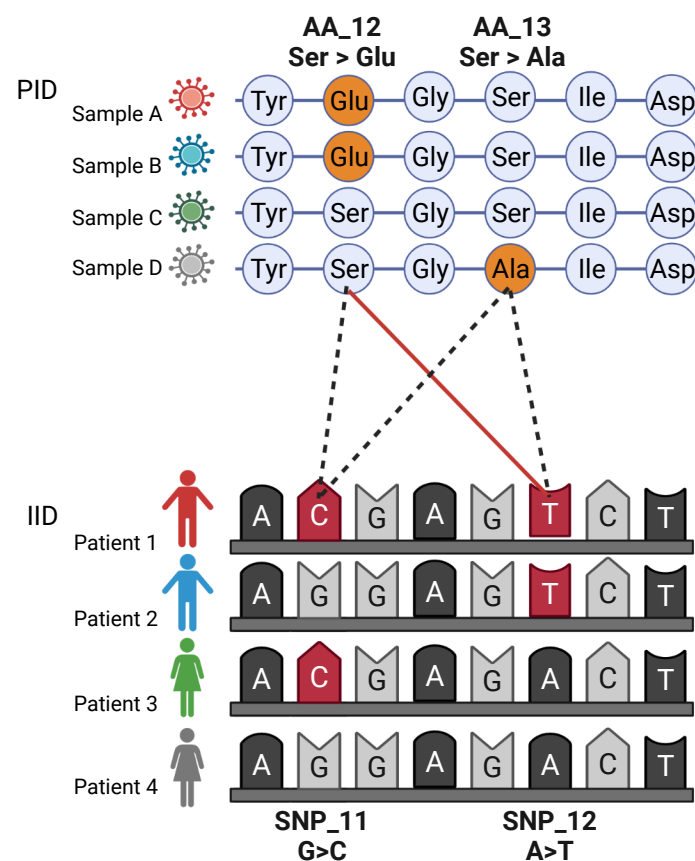 AA_12 AA_13
Ser > Glu Ser > Ala
PID
Sample A Tyr Glu Gly Ser Ile Asp
Sample B Tyr Glu Gly Ser Ile Asp
Sample C Tyr Ser Gly Ser Ile Asp
Sample D Tyr Ser Gly Ala Ile Asp
IID
Patient 1 A C G A G T C T
Patient 2 A G G A G T C T
Patient 3 A C G A G A C T
Patient 4 A G G A G A C T
SNP_11 SNP_12
G>C A>T